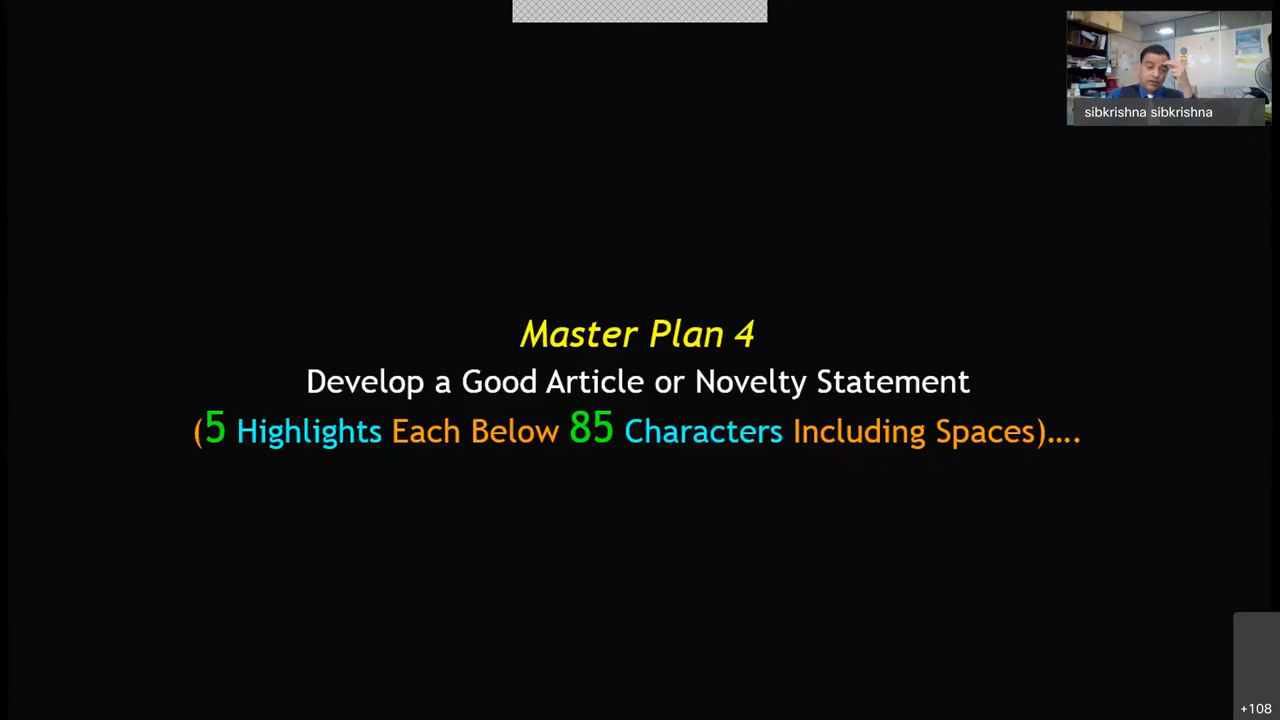 sibkrishna sibkrishna
Master Plan 4
Develop a Good Article or Novelty Statement
(5 Highlights Each Below 85 Characters Including Spaces)....
+108